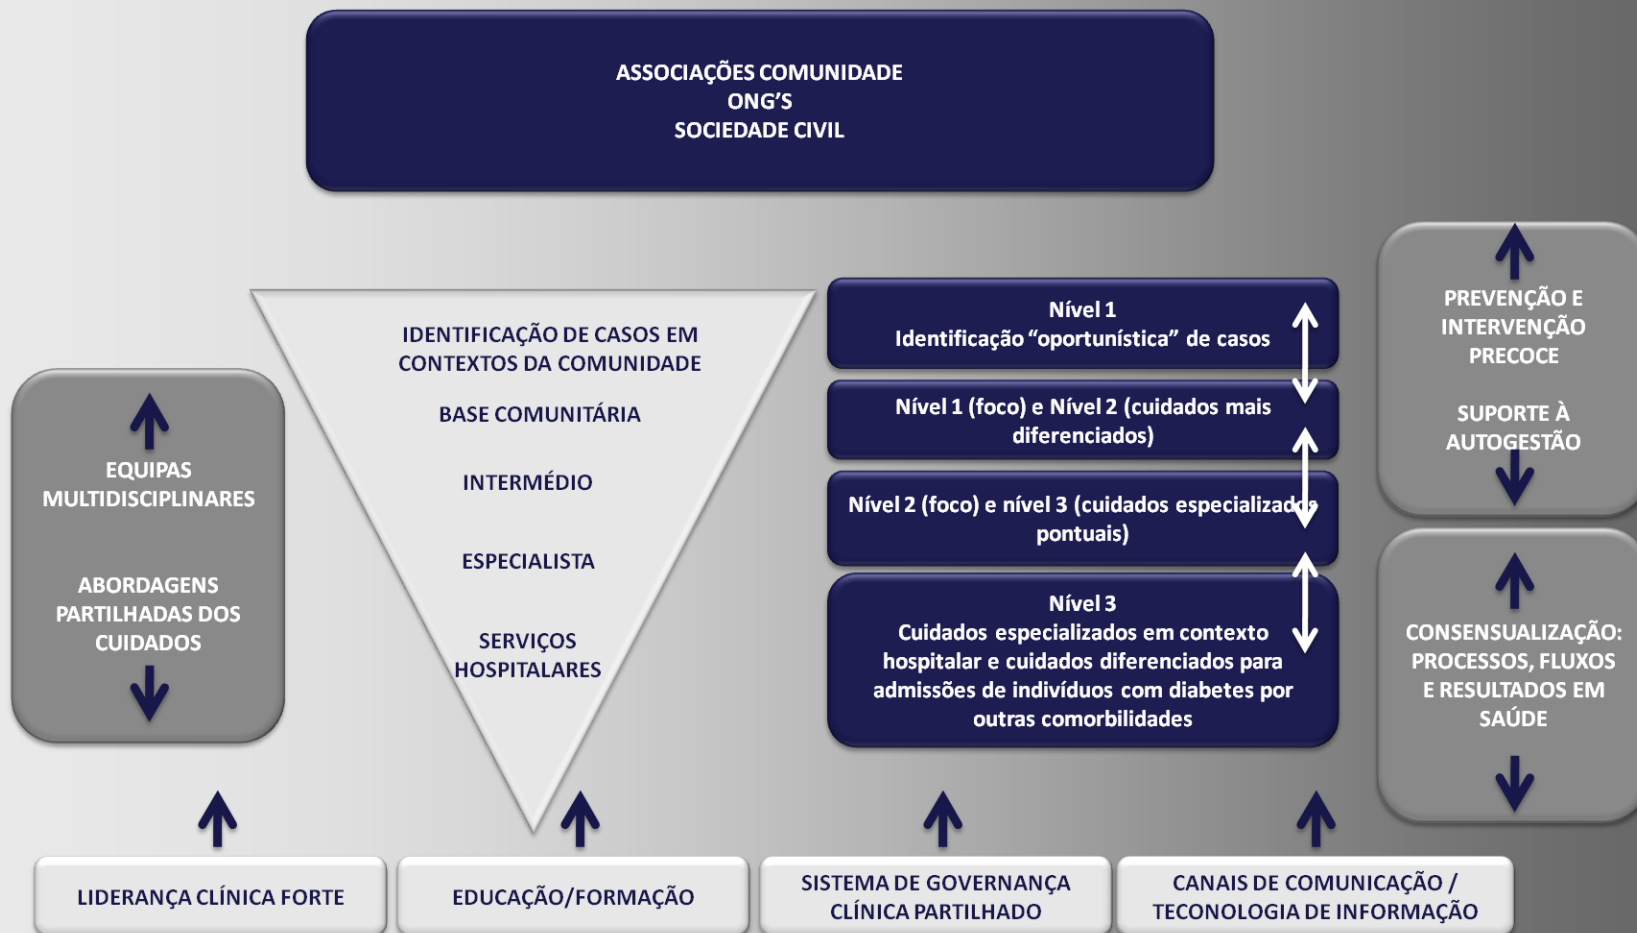 ASSOCIAÇÕES COMUNIDADE
ONG'S
SOCIEDADE CIVIL
EQUIPAS
MULTIDISCIPLINARES
ABORDAGENS
PARTILHADAS DOS
CUIDADOS
IDENTIFICAÇÃO DE CASOS EM
CONTEXTOS DA COMUNIDADE
BASE COMUNITÁRIA
INTERMÉDIO
ESPECIALISTA
SERVIÇOS
HOSPITALARES
Nível 1
Identificação “oportunística” de casos
Nível 1 (foco) e Nível 2 (cuidados mais
diferenciados)
Nível 2 (foco) e nível 3 (cuidados especializados
pontuais)
Nível 3
Cuidados especializados em contexto
hospitalar e cuidados diferenciados para
admissões de indivíduos com diabetes por
outras comorbilidades
PREVENÇÃO E
INTERVENÇÃO
PRECOCE
SUPORTE À
AUTOGESTÃO
CONSENSUALIZAÇÃO:
PROCESSOS, FLUXOS
E RESULTADOS EM
SAÚDE
LIDERANÇA CLÍNICA FORTE
EDUCAÇÃO/FORMAÇÃO
SISTEMA DE GOVERNANÇA
CLÍNICA PARTILHADO
CANAIS DE COMUNICAÇÃO /
TECONOLOGIA DE INFORMAÇÃO